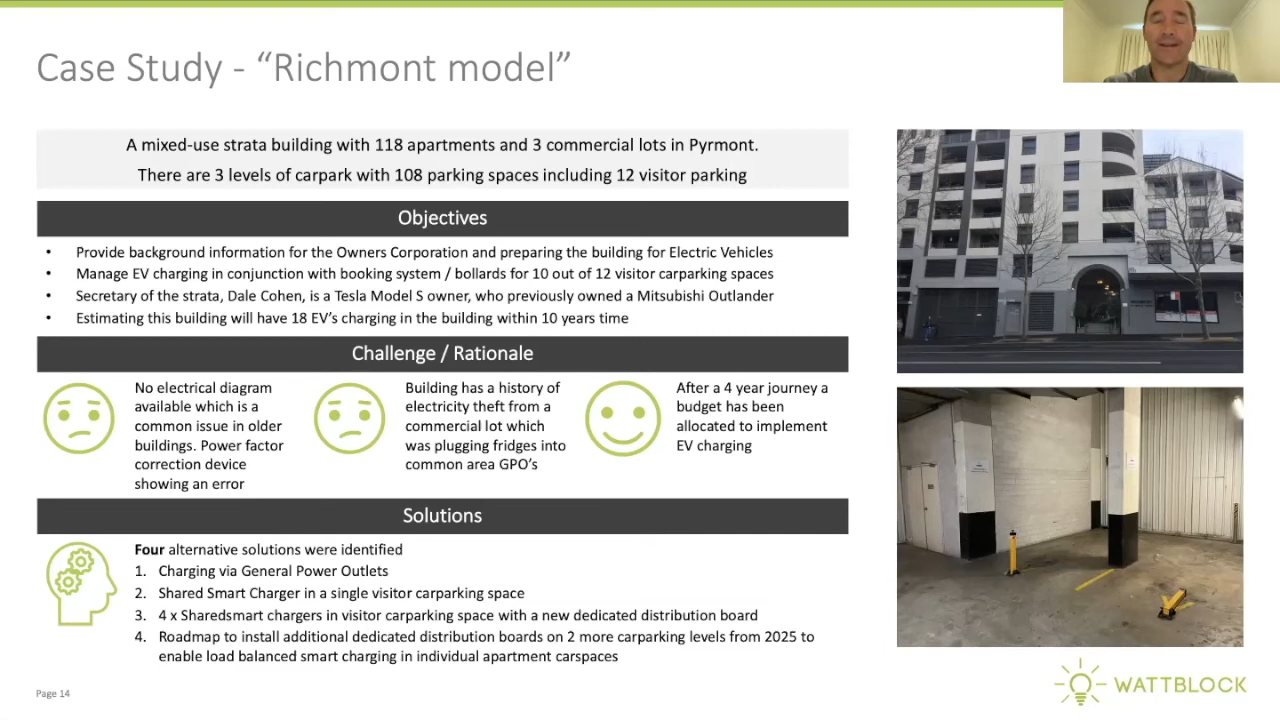 Case Study - “Richmont model”
A mixed-use strata building with 118 apartments and 3 commercial lots in Pyrmont.
There are 3 levels of carpark with 108 parking spaces including 12 visitor parking
Objectives
• Provide background information for the Owners Corporation and preparing the building for Electric Vehicles
• Manage EV charging in conjunction with booking system / bollards for 10 out of 12 visitor carparking spaces
• Secretary of the strata, Dale Cohen, is a Tesla Model S owner, who previously owned a Mitsubishi Outlander
• Estimating this building will have 18 EV’s charging in the building within 10 years time
Challenge / Rationale
No electrical diagram
available which is a
common issue in older
buildings. Power factor
correction device
showing an error
Building has a history of
electricity theft from a
commercial lot which
was plugging fridges into
common area GPO’s
After a 4 year journey a
budget has been
allocated to implement
EV charging
Solutions
Four alternative solutions were identified
1. Charging via General Power Outlets
2. Shared Smart Charger in a single visitor carparking space
3. 4 x Sharedsmart chargers in visitor carparking space with a new dedicated distribution board
4. Roadmap to install additional dedicated distribution boards on 2 more carparking levels from 2025 to
enable load balanced smart charging in individual apartment carspaces
Page 14
WATTBLOCK